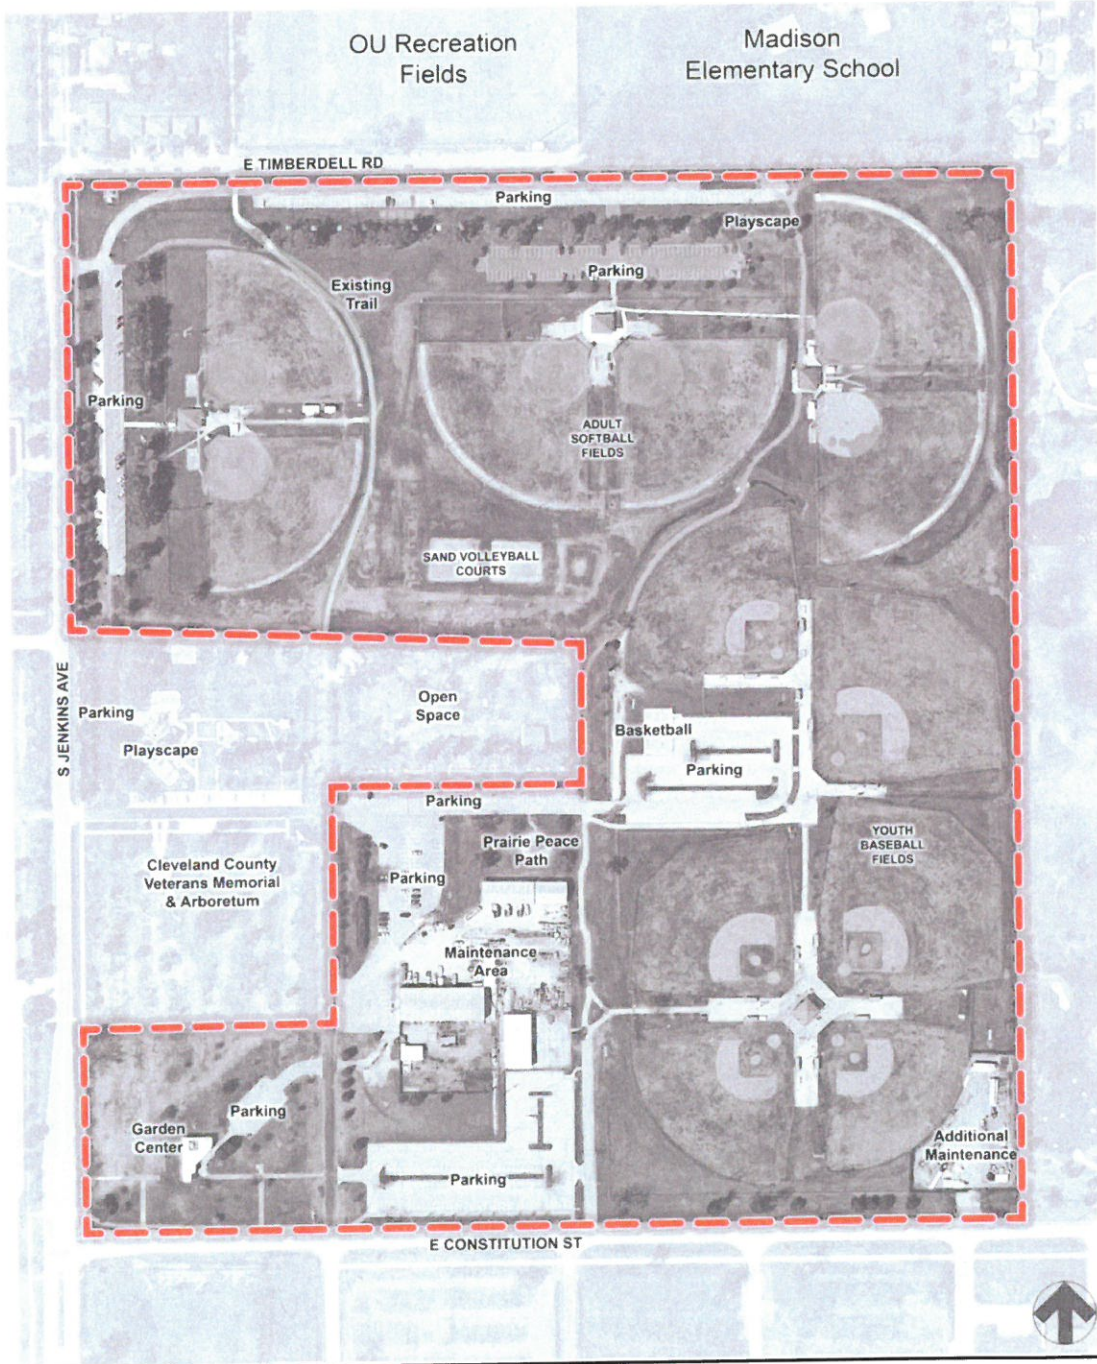 OU Recreation
Fields
Madison
Elementary School
E TIMBERDELL RD
Parking
Playscape
Parking
Existing
Trail
Parking
ADULT
SOFTBALL
FIELDS
SAND VOLLEYBALL
COURTS
S JENKINS AVE
Open
Space
Parking
Playscape
Basketball
Parking
Parking
Prairie Peace
Path
YOUTH
BASEBALL
FIELDS
Cleveland County
Veterans Memorial
& Arboretum
Parking
Maintenance
Area
Parking
Garden
Center
Additional
Maintenance
Parking
E CONSTITUTION ST